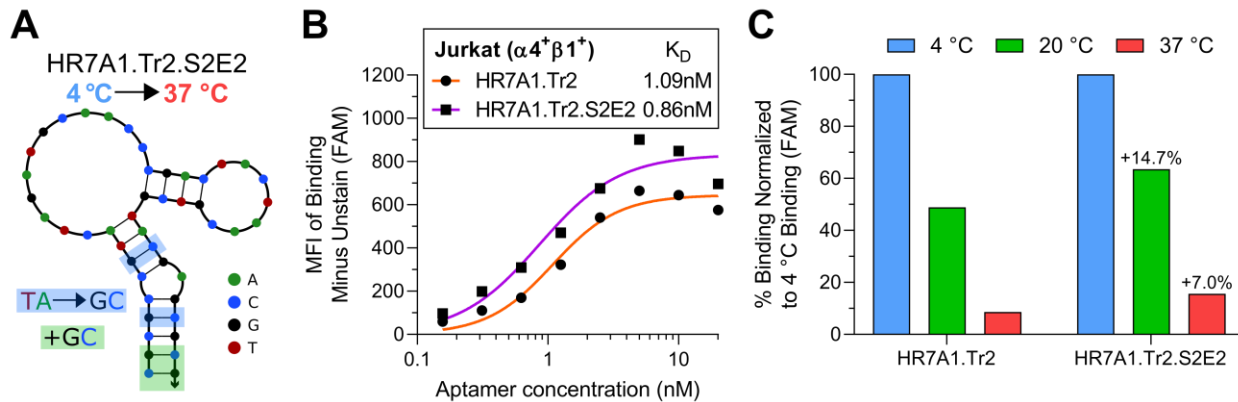 A
HR7A1.Tr2.S2E2
4 °C → 37 °C
TA → GC
+GC
A
C
G
T
B
Jurkat (α4⁺β1⁺) K_D
HR7A1.Tr2 1.09nM
HR7A1.Tr2.S2E2 0.86nM
MFI of Binding
Minus Unstain (FAM)
1200
1000
800
600
400
200
0
0.1 1 10
Aptamer concentration (nM)
C
4 °C 20 °C 37 °C
% Binding Normalized
to 4 °C Binding (FAM)
100
80
60
40
20
0
+14.7%
+7.0%
HR7A1.Tr2 HR7A1.Tr2.S2E2